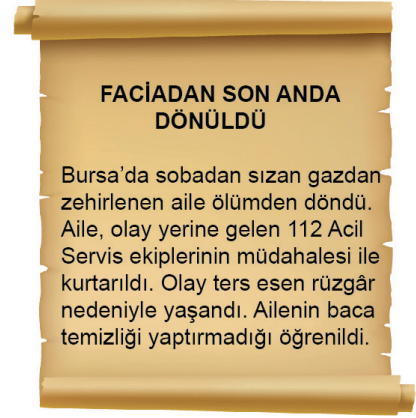 FACİADAN SON ANDA
DÖNÜLDÜ
Bursa’da sobadan sızan gazdan
zehirlenen aile ölümden döndü.
Aile, olay yerine gelen 112 Acil
Servis ekiplerinin müdahalesi ile
kurtarıldı. Olay ters esen rüzgâr
nedeniyle yaşandı. Ailenin baca
temizliği yaptırmadığı öğrenildi.